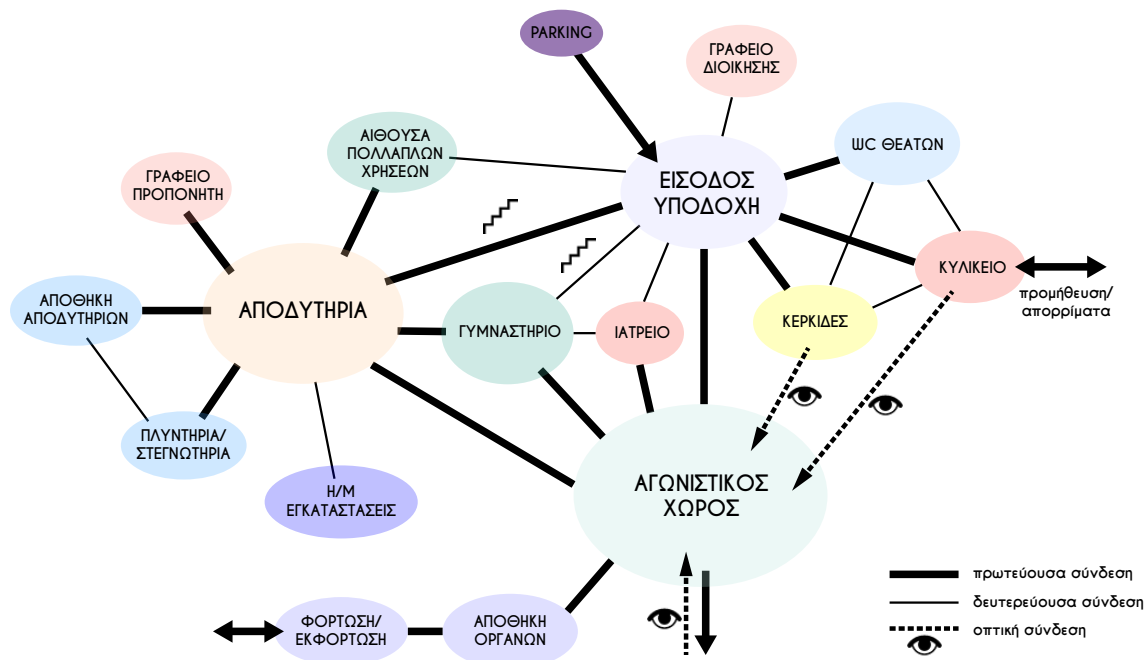 PARKING
ΓΡΑΦΕΙΟ
ΔΙΟΙΚΗΣΗΣ
ΑΙΘΟΥΣΑ
ΠΟΛΛΑΠΛΩΝ
ΧΡΗΣΕΩΝ
WC ΘΕΑΤΩΝ
ΓΡΑΦΕΙΟ
ΠΡΟΠΟΝΗΤΗ
ΕΙΣΟΔΟΣ
ΥΠΟΔΟΧΗ
ΚΥΛΙΚΕΙΟ
προμήθευση/
απορρίματα
ΑΠΟΘΗΚΗ
ΑΠΟΔΥΤΗΡΙΩΝ
ΑΠΟΔΥΤΗΡΙΑ
ΓΥΜΝΑΣΤΗΡΙΟ
ΙΑΤΡΕΙΟ
ΚΕΡΚΙΔΕΣ
ΠΛΥΝΤΗΡΙΑ/
ΣΤΕΓΝΩΤΗΡΙΑ
Η/Μ
ΕΓΚΑΤΑΣΤΑΣΕΙΣ
ΑΓΩΝΙΣΤΙΚΟΣ
ΧΩΡΟΣ
ΦΟΡΤΩΣΗ/
ΕΚΦΟΡΤΩΣΗ
ΑΠΟΘΗΚΗ
ΟΡΓΑΝΩΝ
πρωτεύουσα σύνδεση
δευτερεύουσα σύνδεση
οπτική σύνδεση